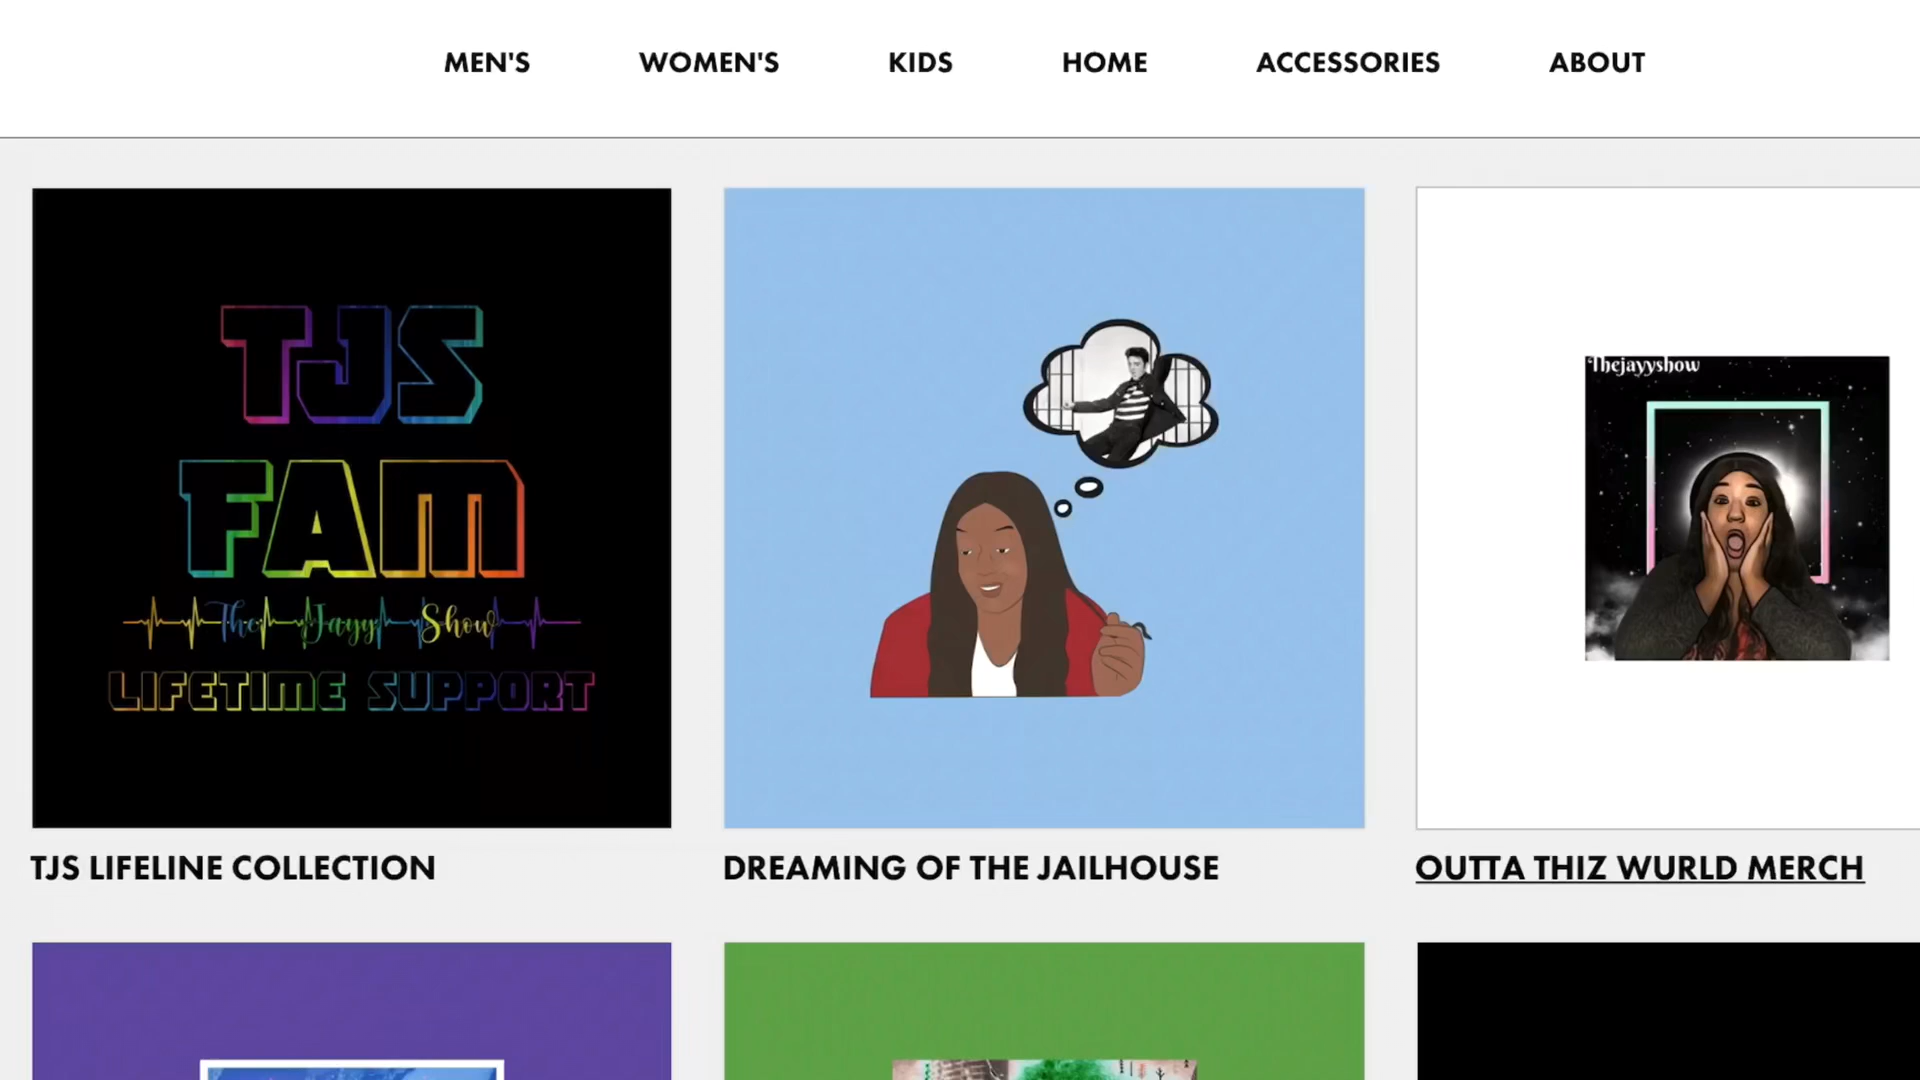 MEN'S WOMEN'S KIDS HOME ACCESSORIES ABOUT
TJS
FAM
The Jayy Show
LIFETIME SUPPORT
Thejayyshow
TJS LIFELINE COLLECTION
DREAMING OF THE JAILHOUSE
OUTTA THIZ WURLD MERCH